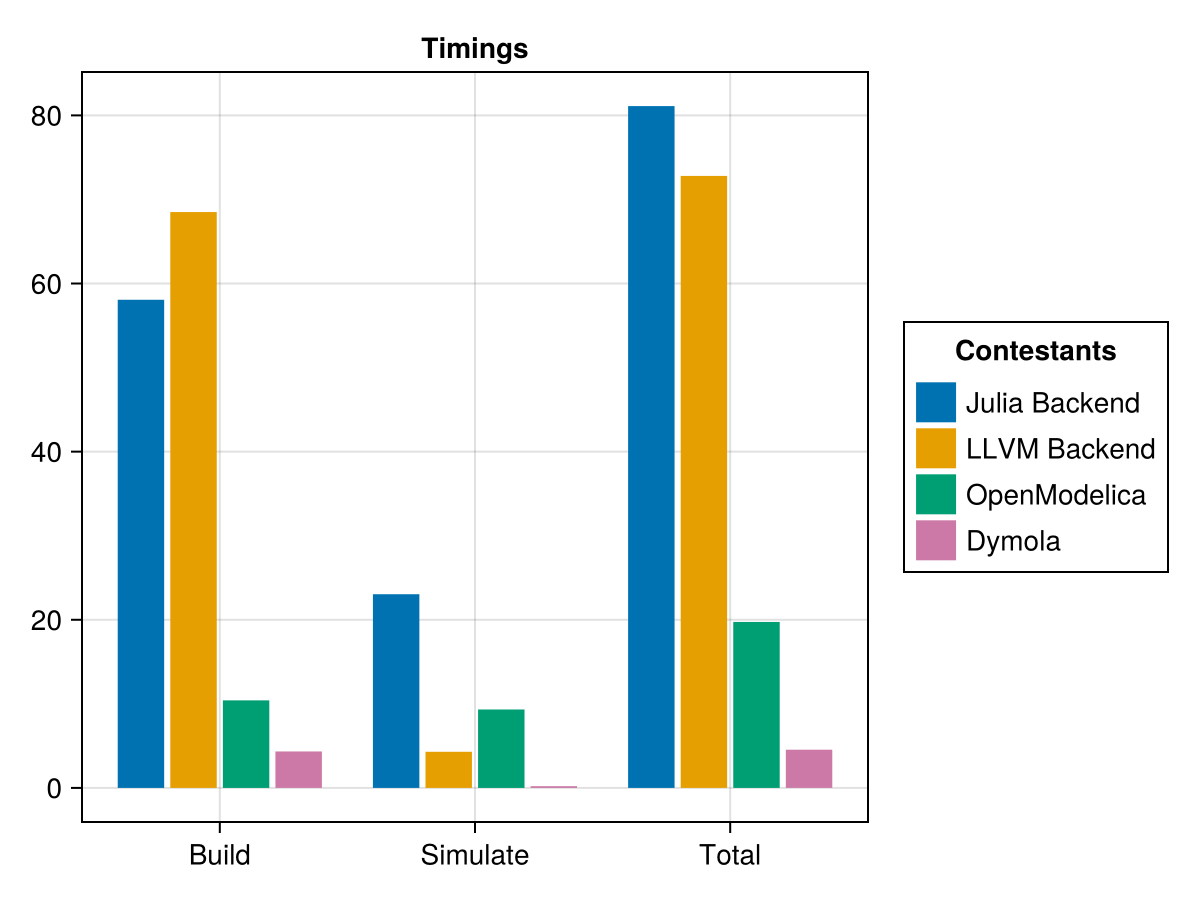 Timings
80
60
40
20
0
Build Simulate Total
Contestants
Julia Backend
LLVM Backend
OpenModelica
Dymola